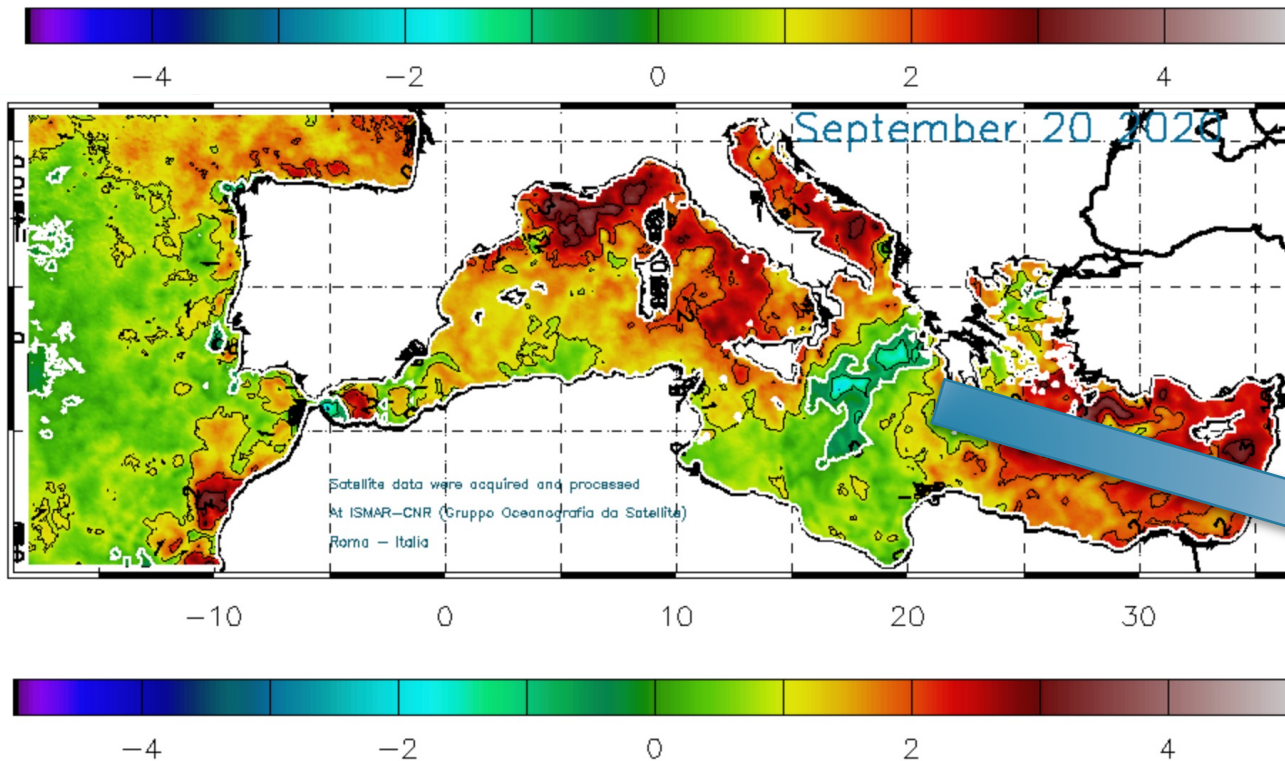 −4 −2 0 2 4
September 20 2020
Satellite data were acquired and processed
At ISMAR−CNR (Gruppo Oceanografia da Satellite)
Roma − Italia
−10 0 10 20 30
−4 −2 0 2 4